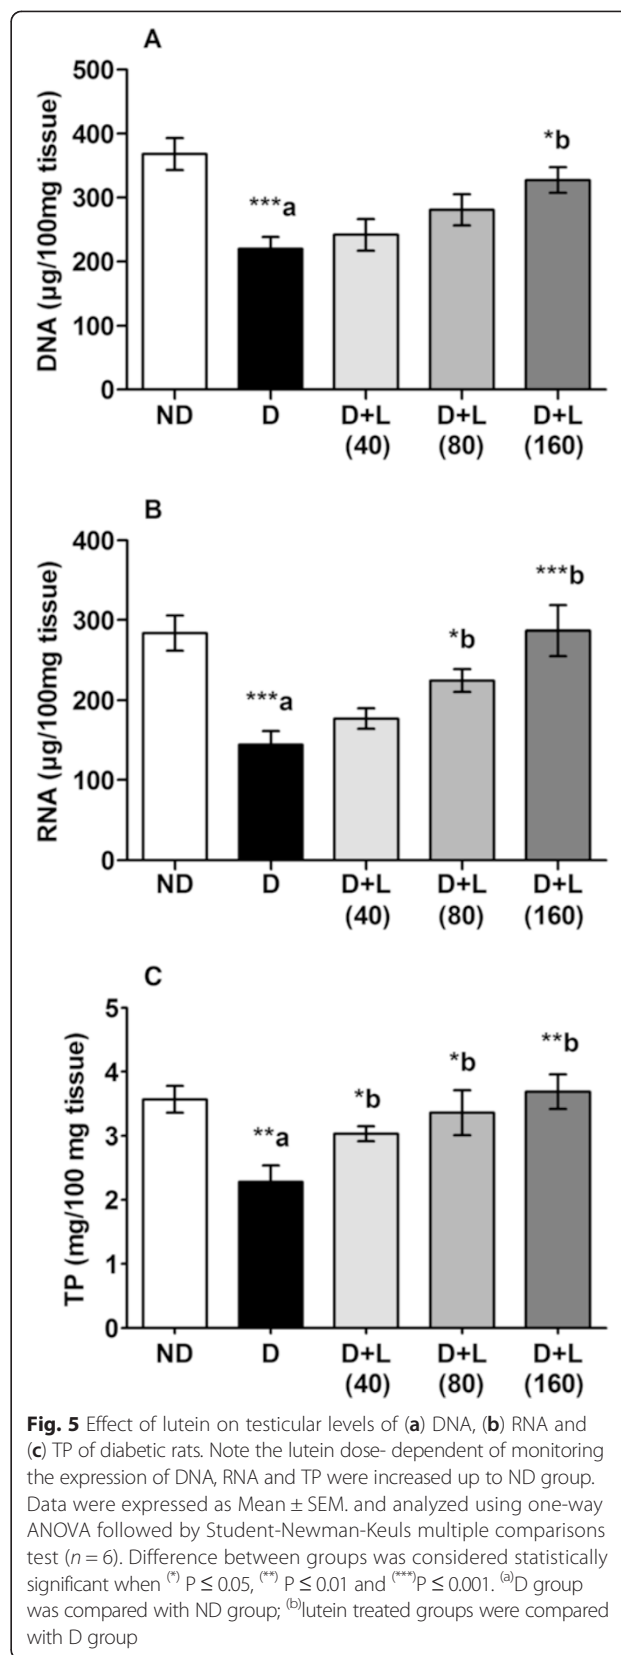 A
DNA (µg/100mg tissue)
500
400
300
200
100
0
***a
*b
ND D D+L D+L D+L
(40) (80) (160)
B
RNA (µg/100mg tissue)
400
300
200
100
0
***a
*b
***b
ND D D+L D+L D+L
(40) (80) (160)
C
TP (mg/100 mg tissue)
5
4
3
2
1
0
**a
*b
*b
**b
ND D D+L D+L D+L
(40) (80) (160)
Fig. 5 Effect of lutein on testicular levels of (a) DNA, (b) RNA and
(c) TP of diabetic rats. Note the lutein dose- dependent of monitoring
the expression of DNA, RNA and TP were increased up to ND group.
Data were expressed as Mean ± SEM. and analyzed using one-way
ANOVA followed by Student-Newman-Keuls multiple comparisons
test (n = 6). Difference between groups was considered statistically
significant when (*) P ≤ 0.05, (**) P ≤ 0.01 and (***)P ≤ 0.001. (a)D group
was compared with ND group; (b)lutein treated groups were compared
with D group